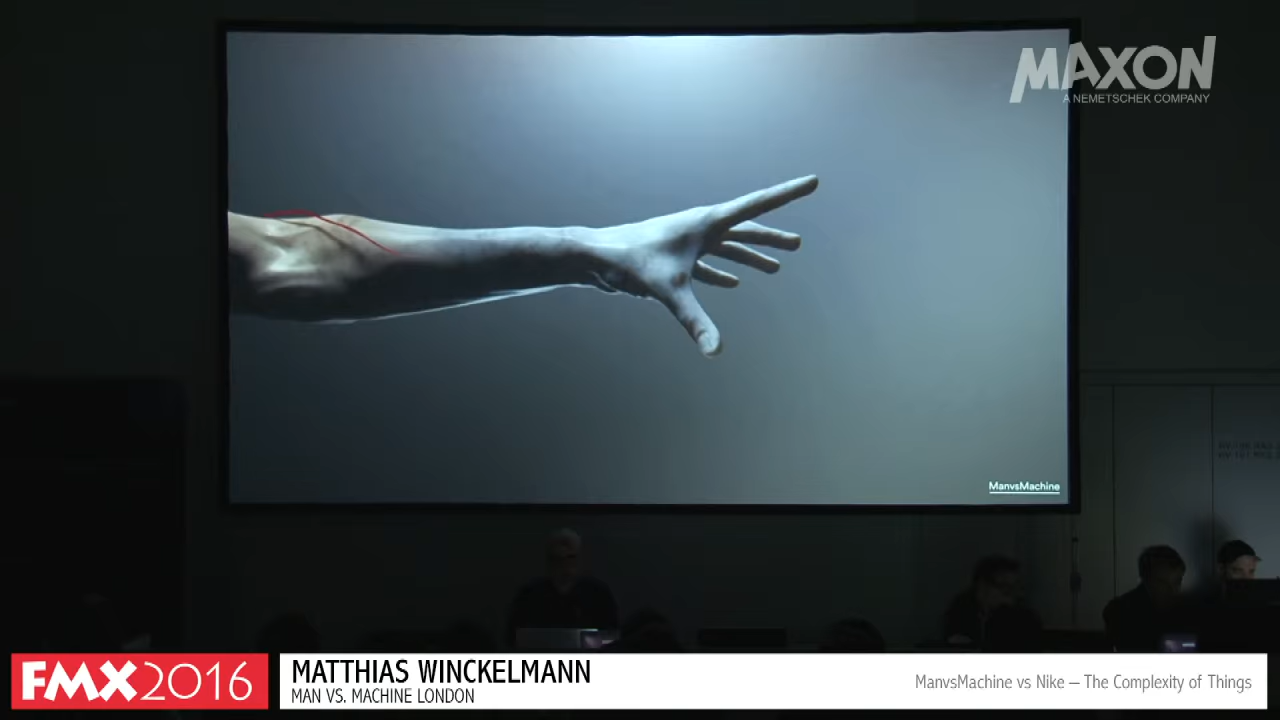 MAXON
A NEMETSCHEK COMPANY
ManvsMachine
FMX2016
MATTHIAS WINCKELMANN
MAN VS. MACHINE LONDON
ManvsMachine vs Nike – The Complexity of Things